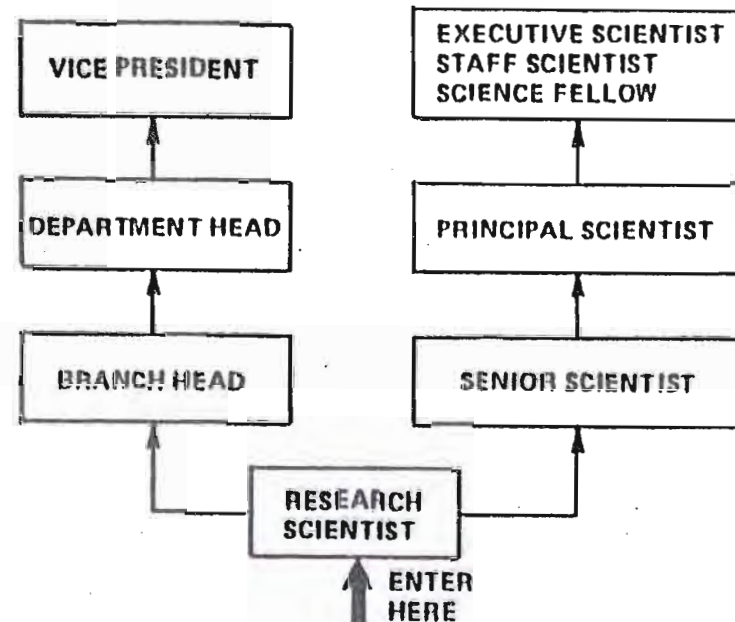 VICE PRESIDENT
EXECUTIVE SCIENTIST
STAFF SCIENTIST
SCIENCE FELLOW
DEPARTMENT HEAD
PRINCIPAL SCIENTIST
BRANCH HEAD
SENIOR SCIENTIST
RESEARCH
SCIENTIST
ENTER
HERE